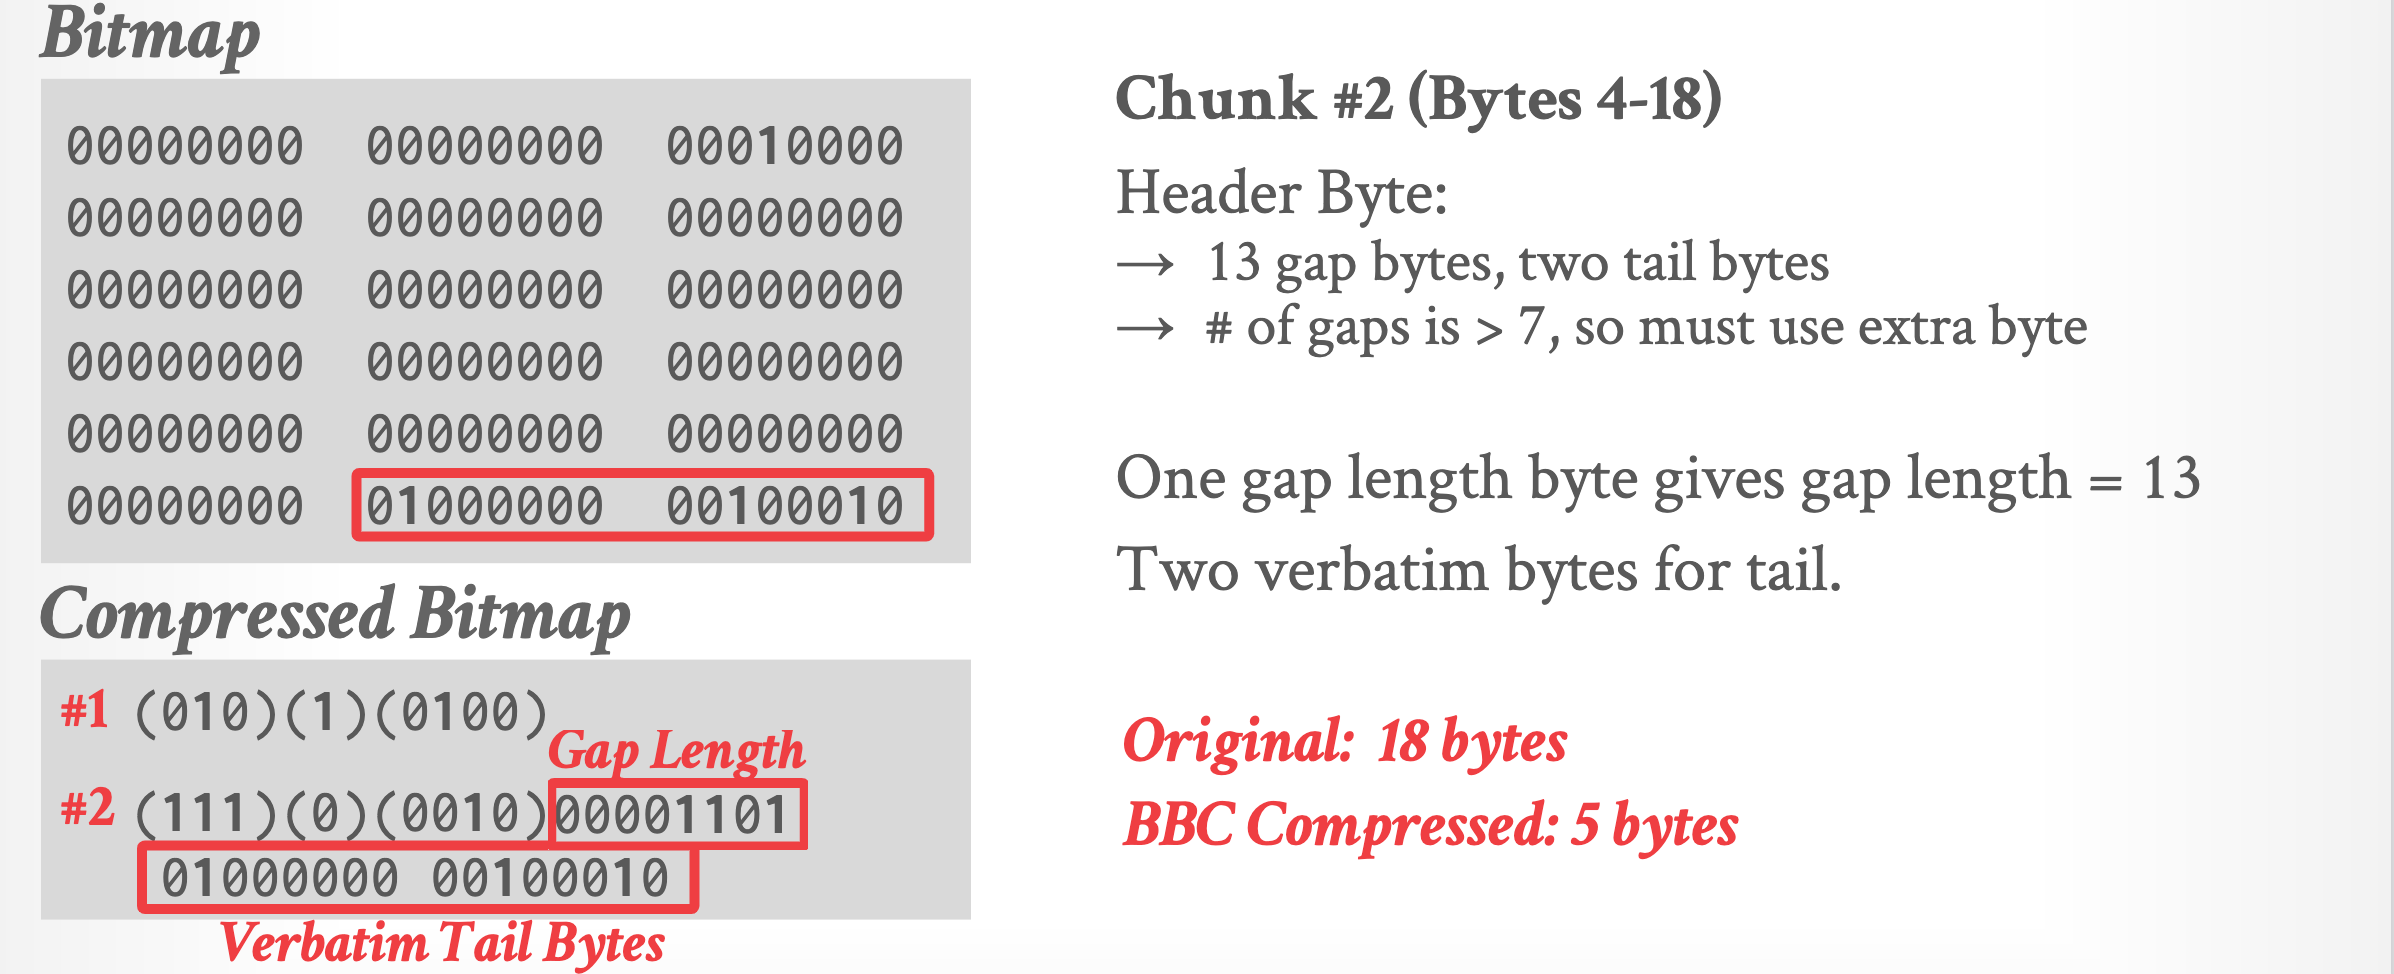 Bitmap
00000000 00000000 00010000
00000000 00000000 00000000
00000000 00000000 00000000
00000000 00000000 00000000
00000000 00000000 00000000
00000000 01000000 00100010
Compressed Bitmap
#1 (010)(1)(0100)
Gap Length
#2 (111)(0)(0010)00001101
01000000 00100010
Verbatim Tail Bytes
Chunk #2 (Bytes 4-18)
Header Byte:
→ 13 gap bytes, two tail bytes
→ # of gaps is > 7, so must use extra byte
One gap length byte gives gap length = 13
Two verbatim bytes for tail.
Original: 18 bytes
BBC Compressed: 5 bytes